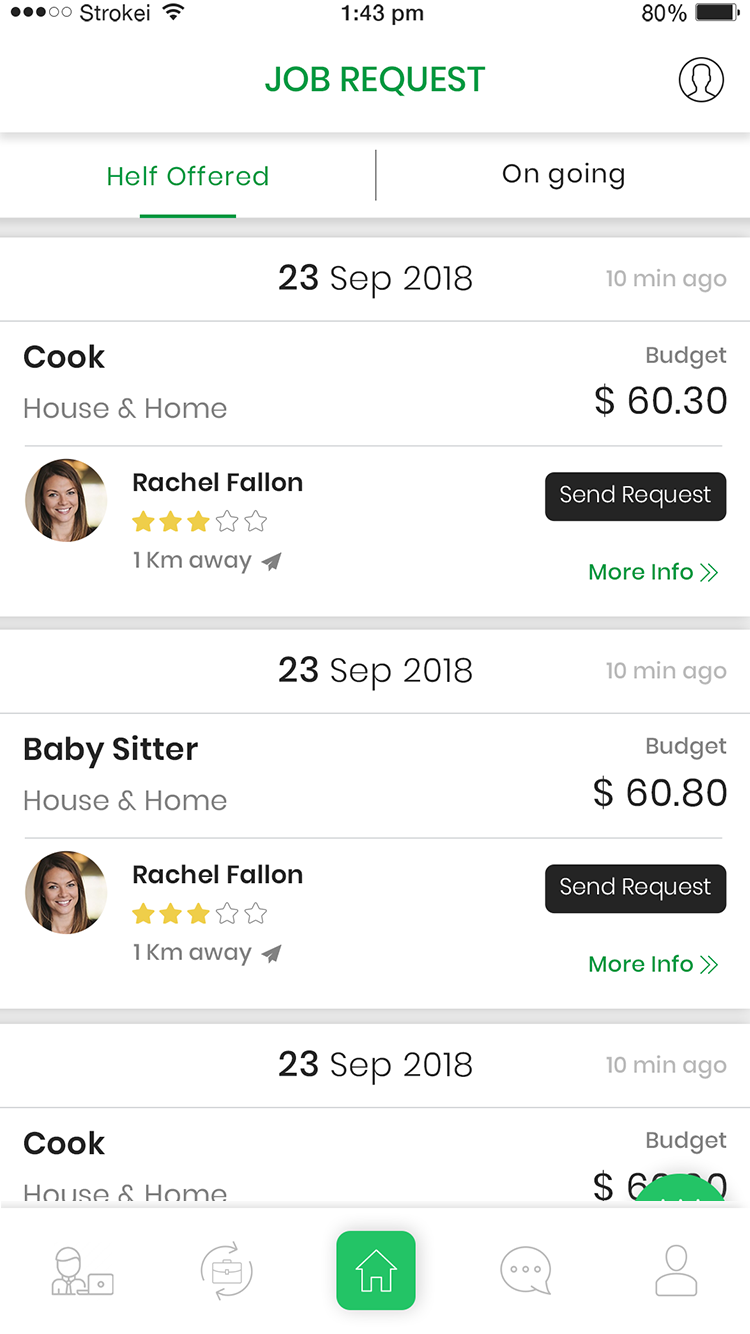 Strokei 1:43 pm 80%
JOB REQUEST
Helf Offered On going
23 Sep 2018 10 min ago
Cook Budget
House & Home $ 60.30
Rachel Fallon Send Request
1 Km away
More Info
23 Sep 2018 10 min ago
Baby Sitter Budget
House & Home $ 60.80
Rachel Fallon Send Request
1 Km away
More Info
23 Sep 2018 10 min ago
Cook Budget
House & Home $